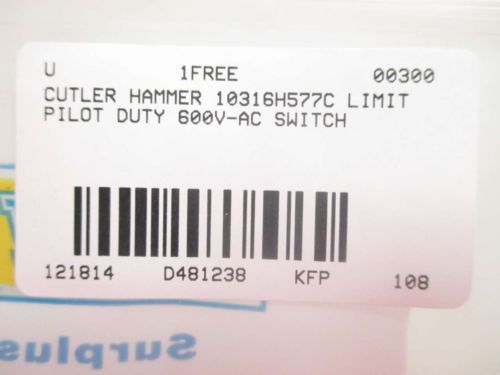 U 1FREE 00300
CUTLER HAMMER 10316H577C LIMIT
PILOT DUTY 600V-AC SWITCH
121814 D481238 KFP 108
Surplus